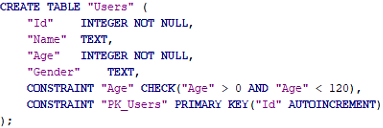 CREATE TABLE "Users" (
    "Id"    INTEGER NOT NULL,
    "Name"  TEXT,
    "Age"   INTEGER NOT NULL,
    "Gender"    TEXT,
    CONSTRAINT "Age" CHECK("Age" > 0 AND "Age" < 120),
    CONSTRAINT "PK_Users" PRIMARY KEY("Id" AUTOINCREMENT)
);